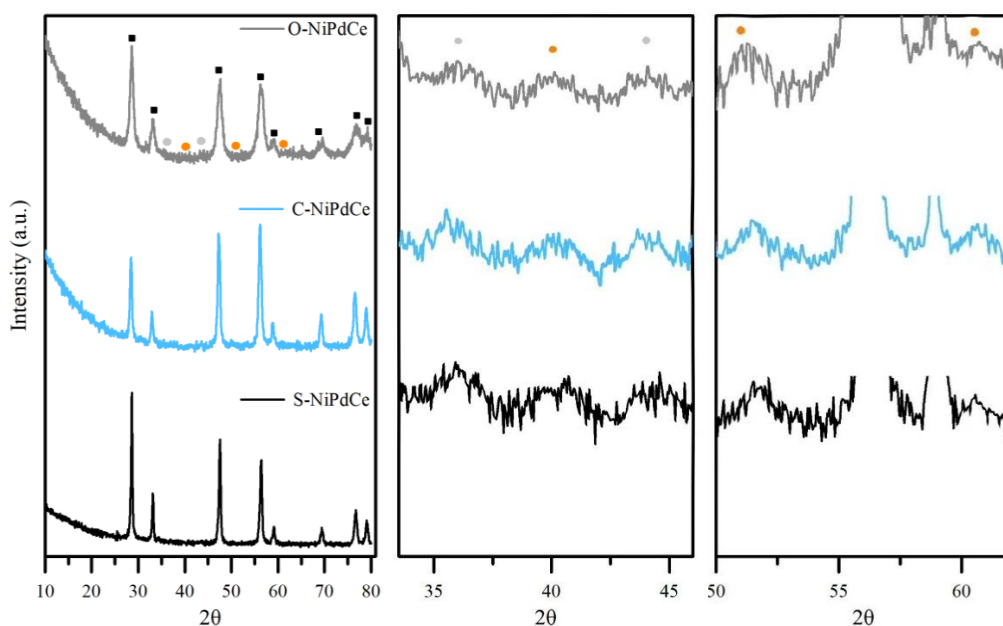 Intensity (a.u.)
O-NiPdCe
C-NiPdCe
S-NiPdCe
10 20 30 40 50 60 70 80
2θ
35 40 45
2θ
50 55 60
2θ